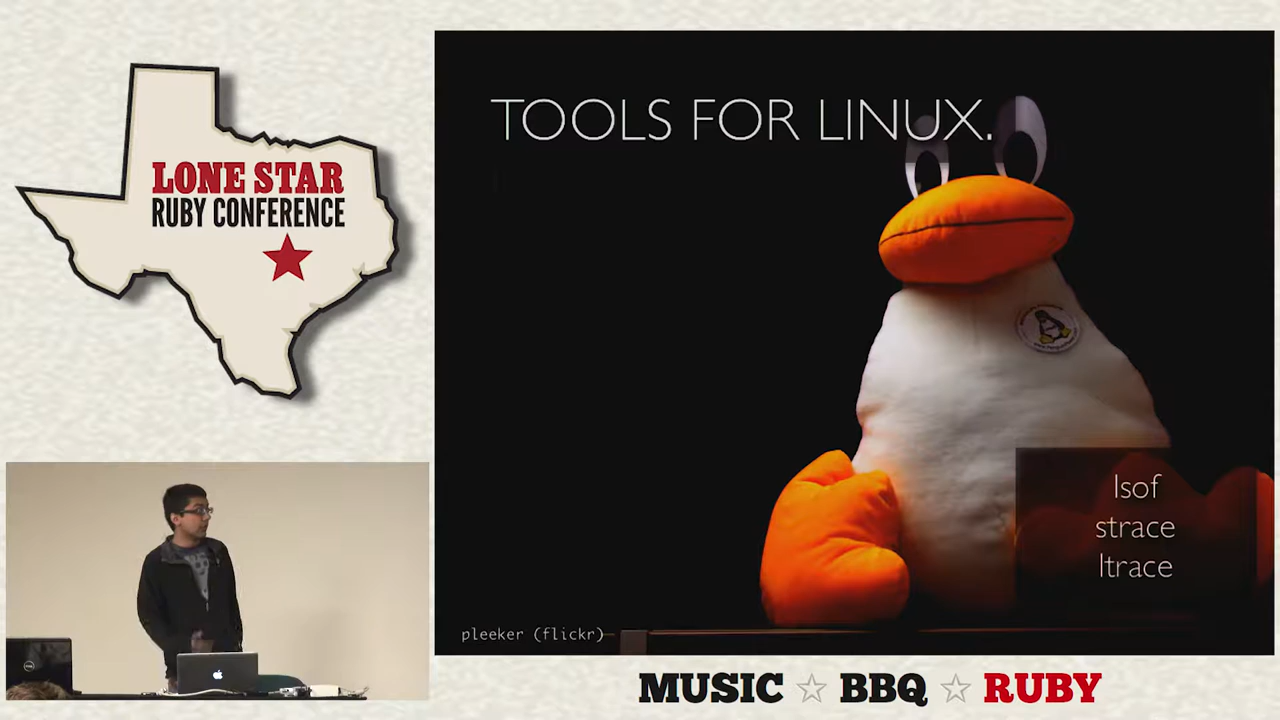 LONE STAR
RUBY CONFERENCE
TOOLS FOR LINUX.
lsof
strace
ltrace
pleeker (flickr)
MUSIC ☆ BBQ ☆ RUBY